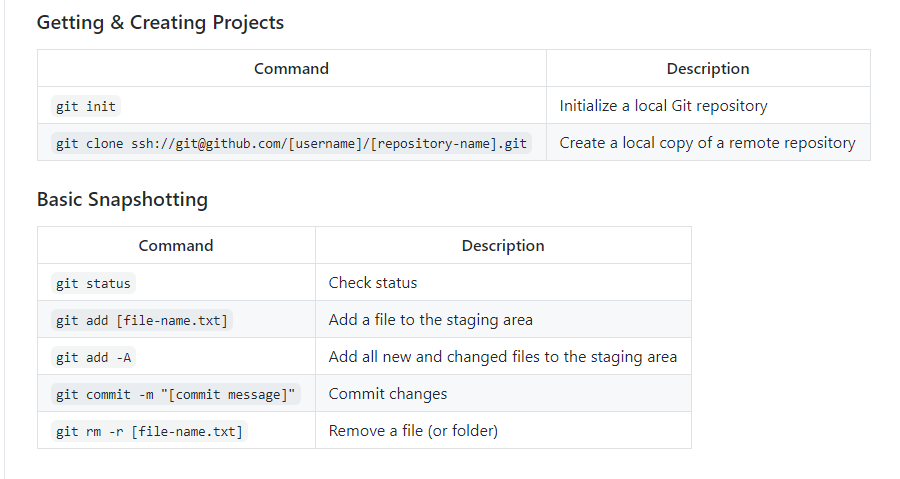 Getting & Creating Projects
Command Description
git init Initialize a local Git repository
git clone ssh://git@github.com/[username]/[repository-name].git Create a local copy of a remote repository
Basic Snapshotting
Command Description
git status Check status
git add [file-name.txt] Add a file to the staging area
git add -A Add all new and changed files to the staging area
git commit -m "[commit message]" Commit changes
git rm -r [file-name.txt] Remove a file (or folder)